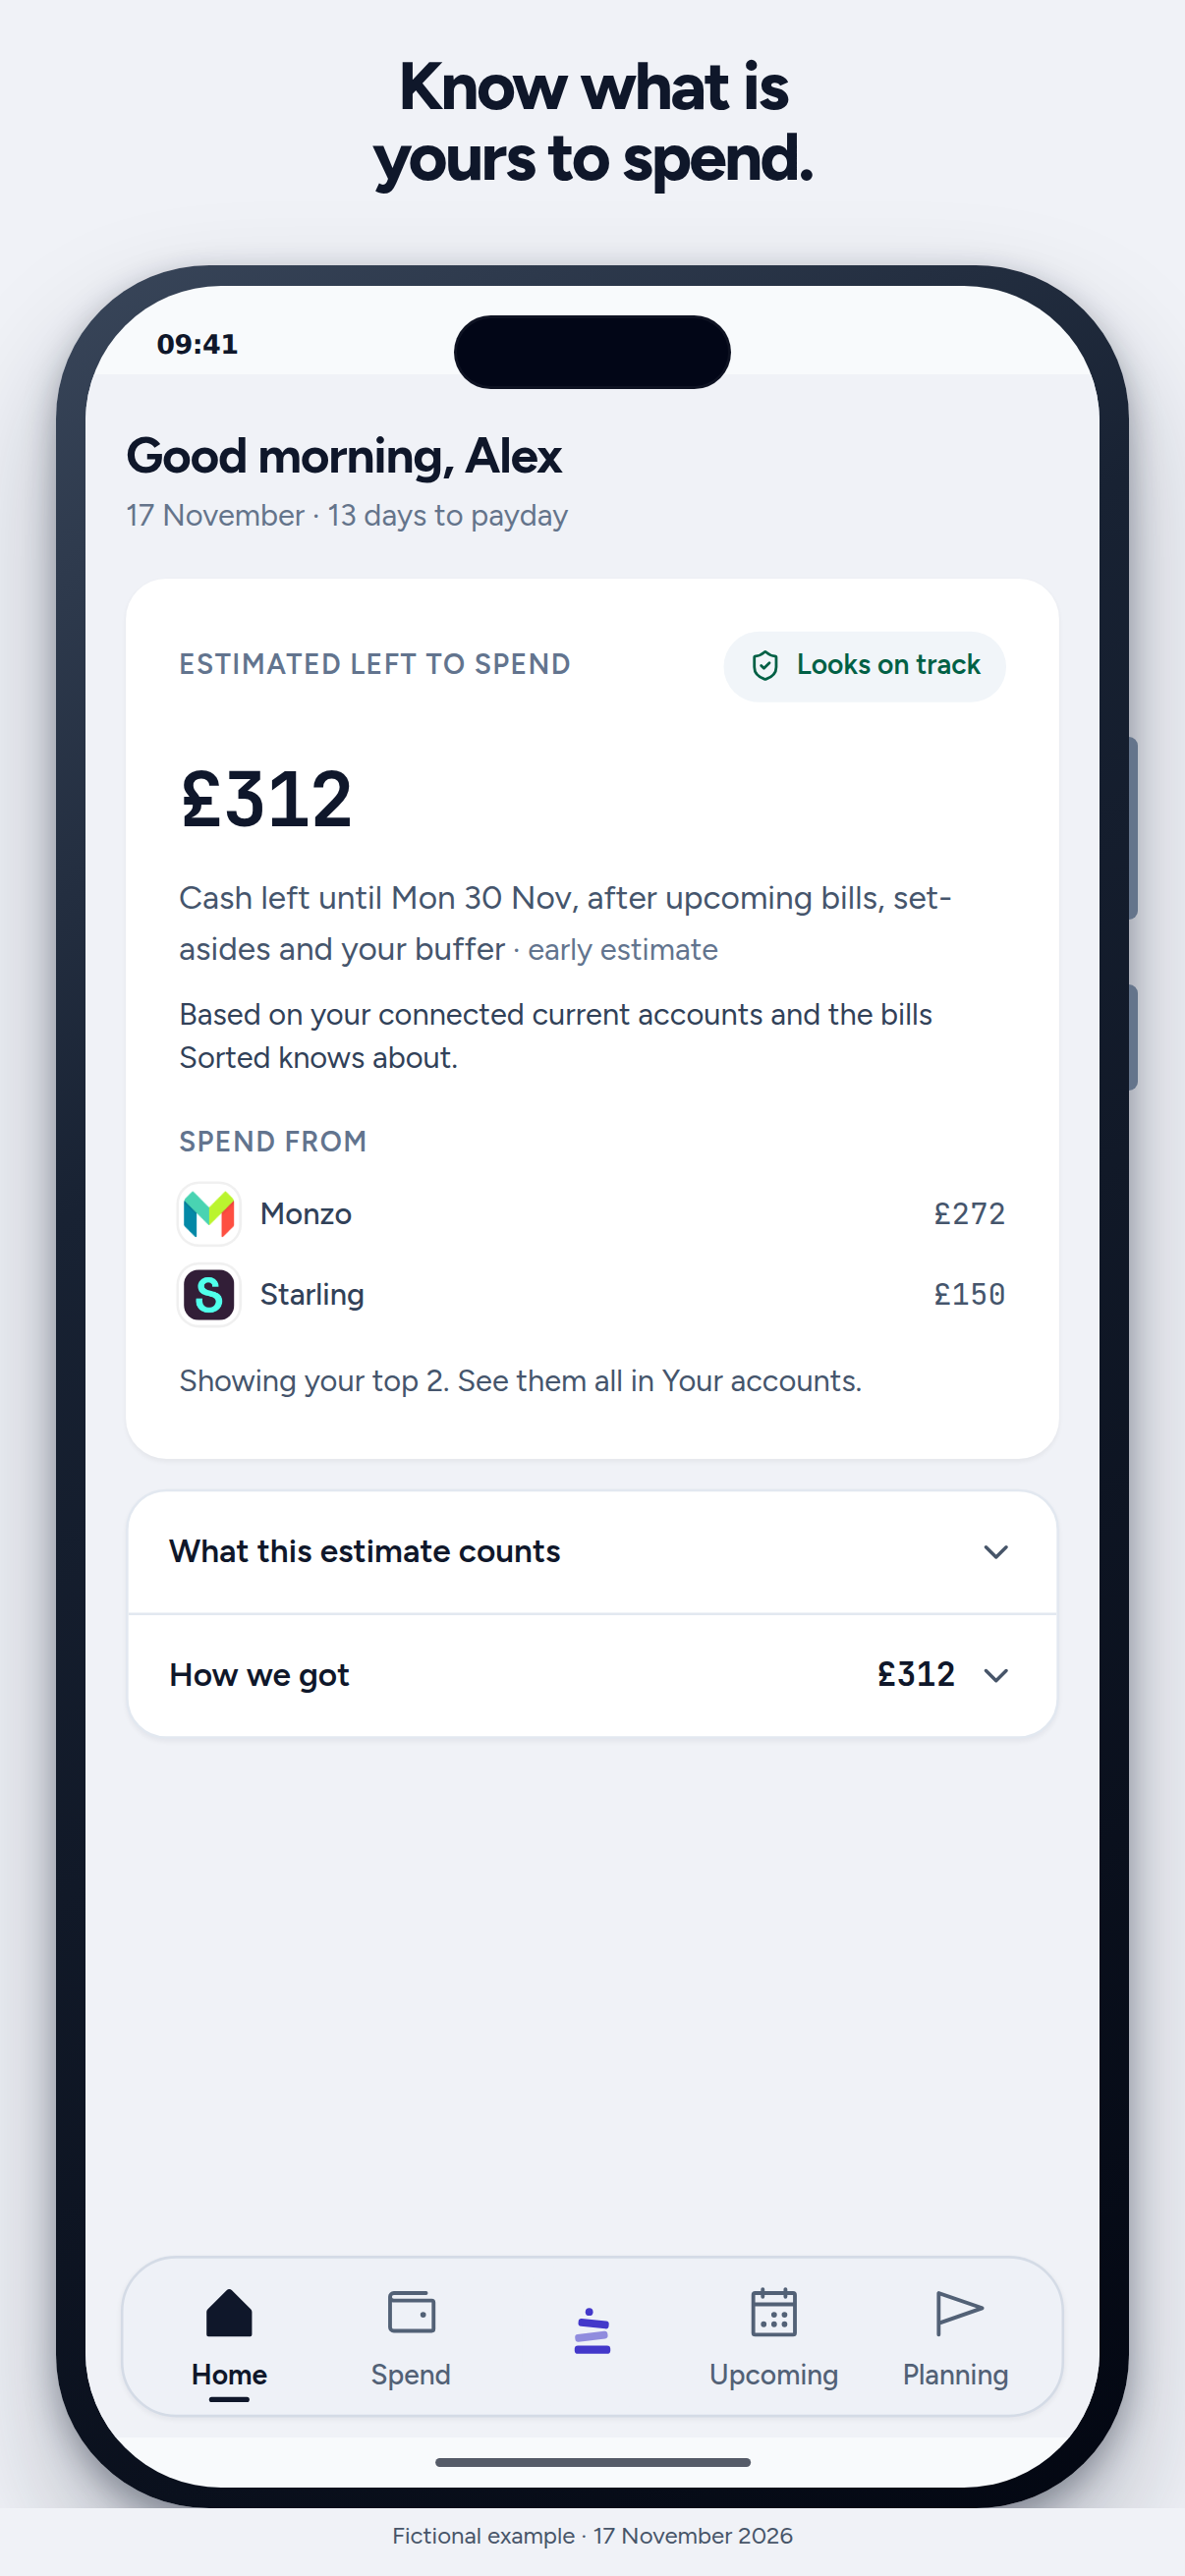 Know what is
yours to spend.
09:41
Good morning, Alex
17 November · 13 days to payday
ESTIMATED LEFT TO SPEND
Looks on track
£312
Cash left until Mon 30 Nov, after upcoming bills, set-
asides and your buffer · early estimate
Based on your connected current accounts and the bills
Sorted knows about.
SPEND FROM
Monzo £272
Starling £150
Showing your top 2. See them all in Your accounts.
What this estimate counts
How we got £312
Home Spend Upcoming Planning
Fictional example · 17 November 2026